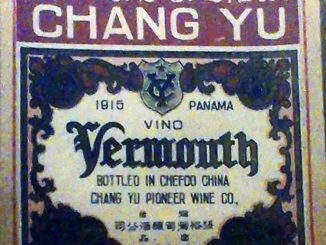 CHANG YU
1915 PANAMA
VINO
Vermouth
BOTTLED IN CHEFOO CHINA
CHANG YU PIONEER WINE CO.,